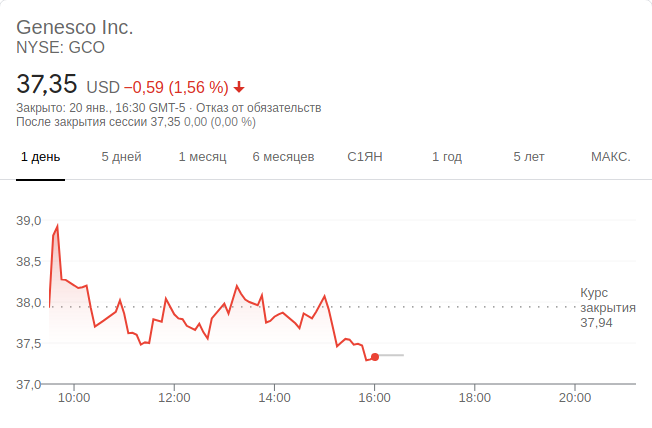 Genesco Inc.
NYSE: GCO
37,35 USD −0,59 (1,56 %)
Закрыто: 20 янв., 16:30 GMT-5 · Отказ от обязательств
После закрытия сессии 37,35 0,00 (0,00 %)
1 день 5 дней 1 месяц 6 месяцев С1ЯН 1 год 5 лет МАКС.
39,0
38,5
38,0
37,5
37,0
Курс
закрытия
37,94
10:00 12:00 14:00 16:00 18:00 20:00